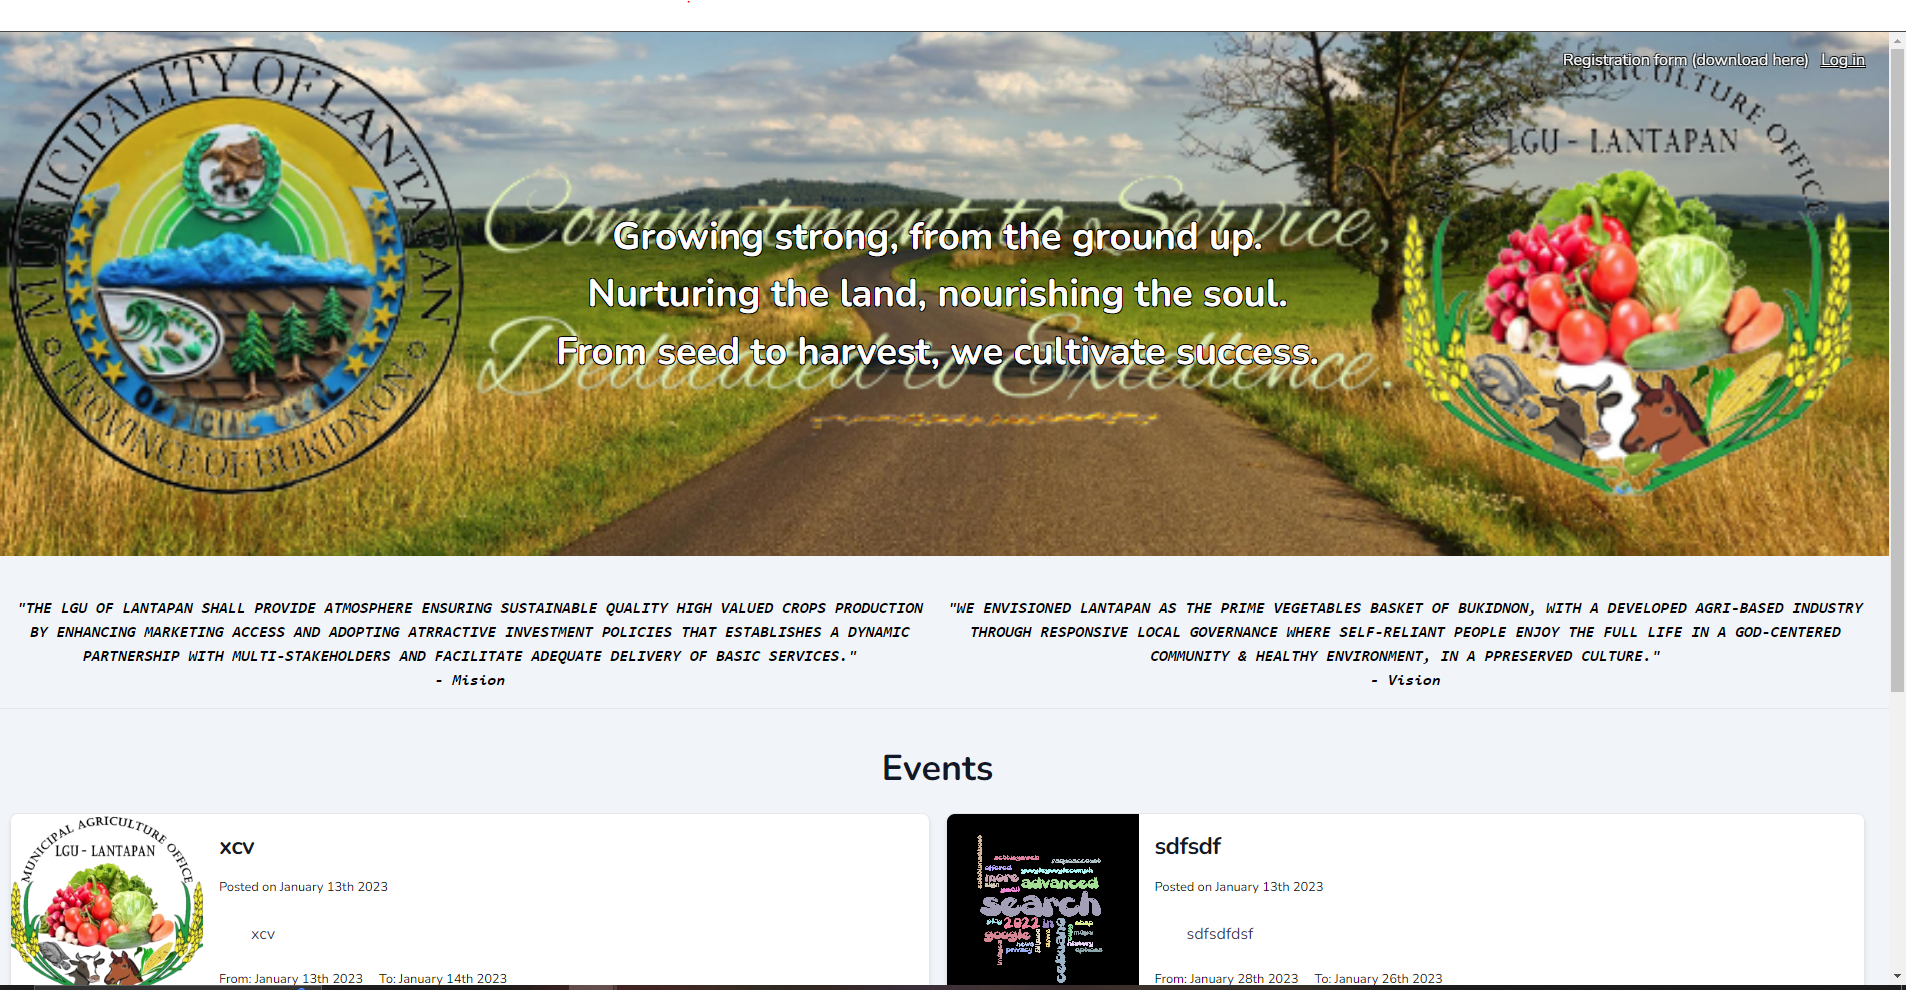 Registration form (download here) Log in
MUNICIPALITY OF LANTAPAN
PROVINCE OF BUKIDNON
AGRICULTURE OFFICE
LGU - LANTAPAN
Commitment to Service,
Dedicated to Excellence.
Growing strong, from the ground up.
Nurturing the land, nourishing the soul.
From seed to harvest, we cultivate success.
"THE LGU OF LANTAPAN SHALL PROVIDE ATMOSPHERE ENSURING SUSTAINABLE QUALITY HIGH VALUED CROPS PRODUCTION
BY ENHANCING MARKETING ACCESS AND ADOPTING ATRRACTIVE INVESTMENT POLICIES THAT ESTABLISHES A DYNAMIC
PARTNERSHIP WITH MULTI-STAKEHOLDERS AND FACILITATE ADEQUATE DELIVERY OF BASIC SERVICES."
- Mision
"WE ENVISIONED LANTAPAN AS THE PRIME VEGETABLES BASKET OF BUKIDNON, WITH A DEVELOPED AGRI-BASED INDUSTRY
THROUGH RESPONSIVE LOCAL GOVERNANCE WHERE SELF-RELIANT PEOPLE ENJOY THE FULL LIFE IN A GOD-CENTERED
COMMUNITY & HEALTHY ENVIRONMENT, IN A PPRESERVED CULTURE."
- Vision
Events
MUNICIPAL AGRICULTURE OFFICE
LGU - LANTAPAN
xcv
Posted on January 13th 2023
xcv
From: January 13th 2023 To: January 14th 2023
offered
more
advanced
search
2022
google
privacy
sdfsdf
Posted on January 13th 2023
sdfsdfdsf
From: January 28th 2023 To: January 26th 2023